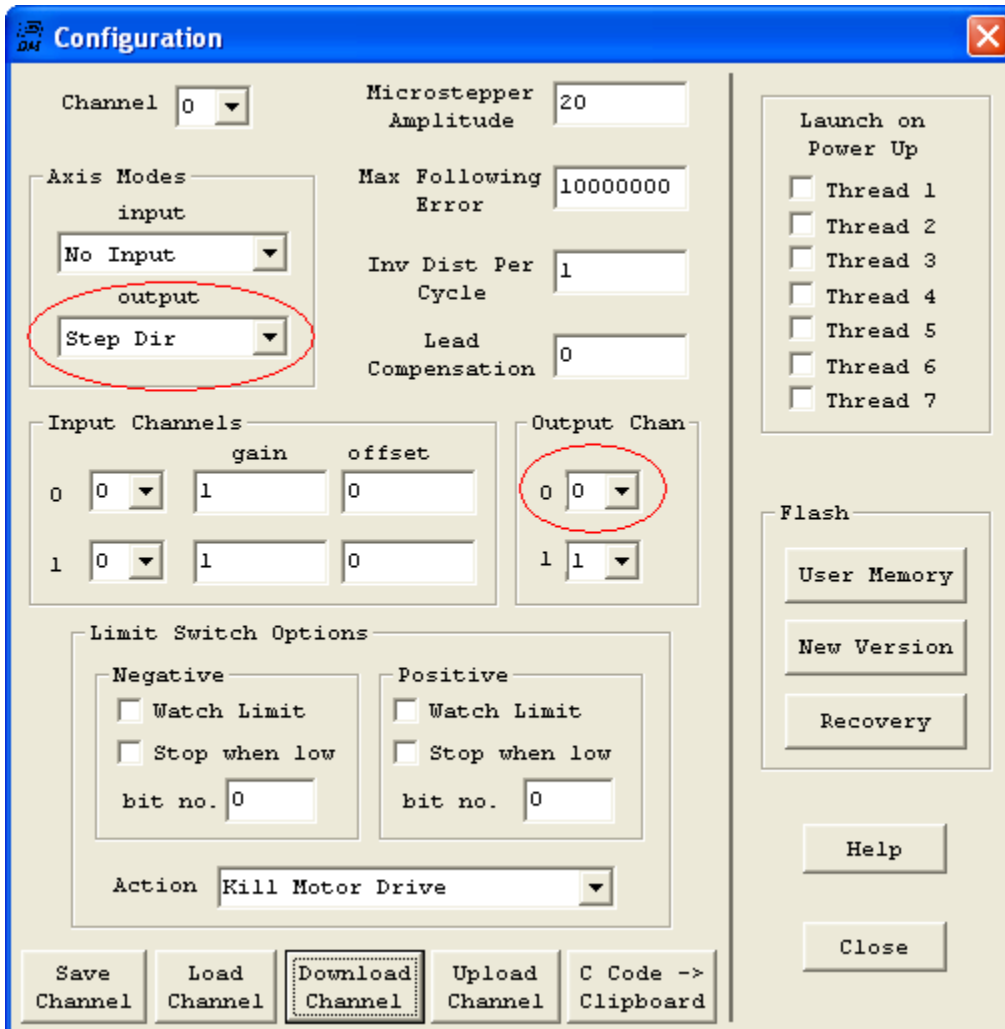 DM Configuration
Channel 0
Microstepper
Amplitude 20
Axis Modes
input
No Input
output
Step Dir
Max Following
Error 10000000
Inv Dist Per
Cycle 1
Lead
Compensation 0
Input Channels
gain offset
0 0 1 0
1 0 1 0
Output Chan
0 0
1 1
Limit Switch Options
Negative
Watch Limit
Stop when low
bit no. 0
Positive
Watch Limit
Stop when low
bit no. 0
Action Kill Motor Drive
Save
Channel
Load
Channel
Download
Channel
Upload
Channel
C Code ->
Clipboard
Launch on
Power Up
Thread 1
Thread 2
Thread 3
Thread 4
Thread 5
Thread 6
Thread 7
Flash
User Memory
New Version
Recovery
Help
Close